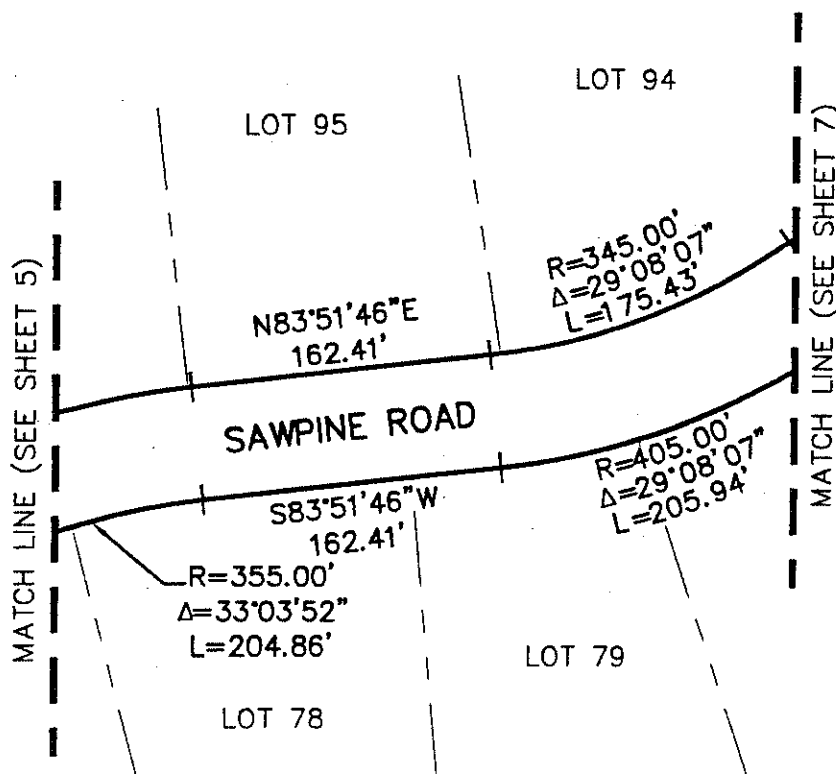 LOT 94
LOT 95
MATCH LINE (SEE SHEET 7)
MATCH LINE (SEE SHEET 5)
R=345.00'
Δ=29°08'07"
L=175.43'
N83°51'46"E
162.41'
SAWPINE ROAD
R=405.00'
Δ=29°08'07"
L=205.94'
S83°51'46"W
162.41'
R=355.00'
Δ=33°03'52"
L=204.86'
LOT 79
LOT 78